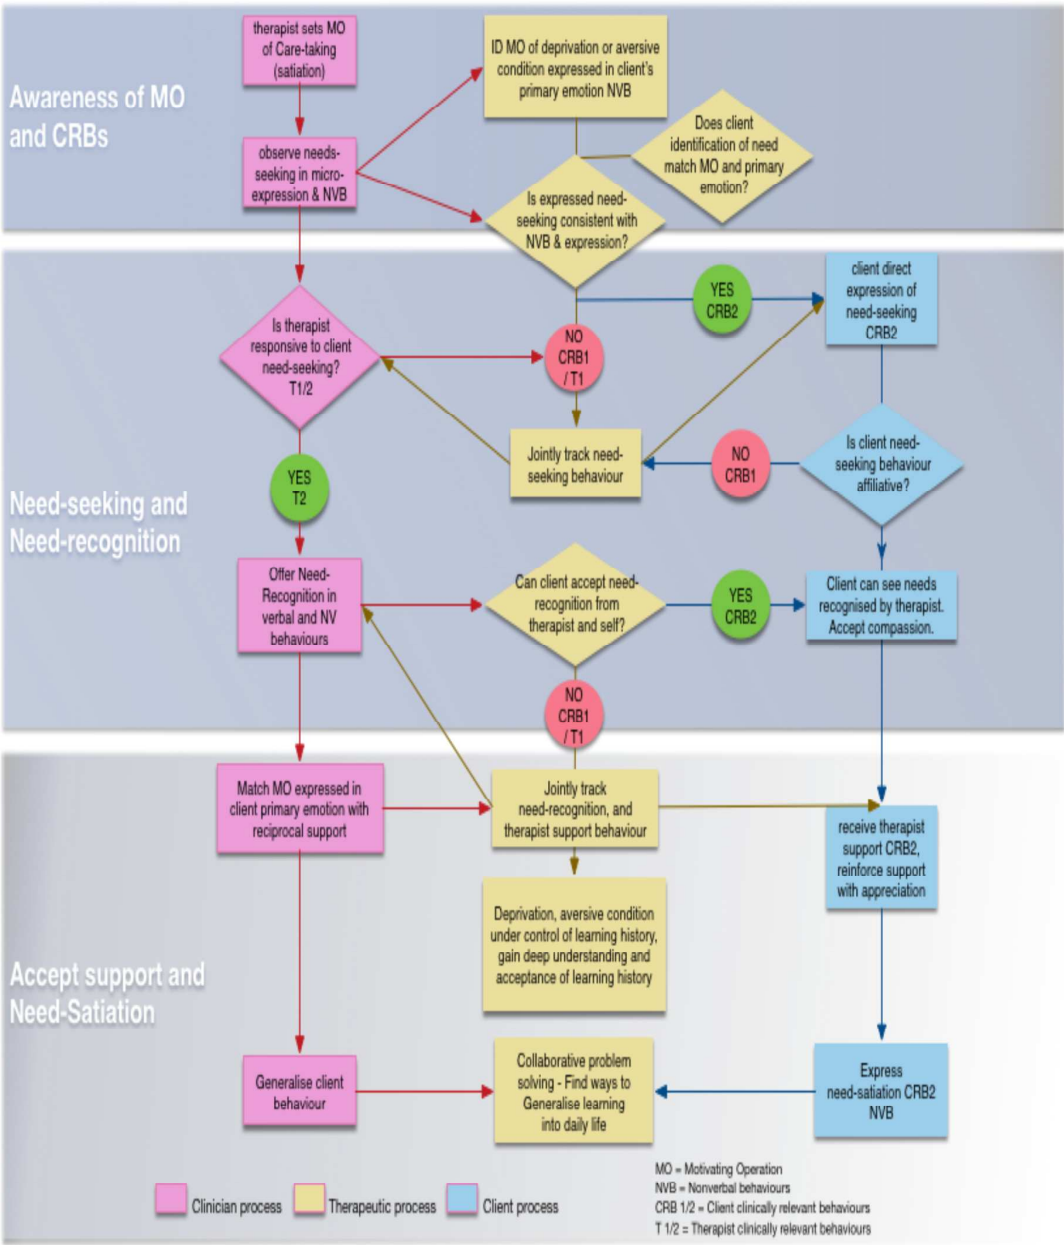 therapist sets MO
of Care-taking
(satiation)
ID MO of deprivation or aversive
condition expressed in client's
primary emotion NVB
Awareness of MO
and CRBs
Does client
identification of need
match MO and primary
emotion?
observe needs-
seeking in micro-
expression & NVB
Is expressed need-
seeking consistent with
NVB & expression?
client direct
expression of
need-seeking
CRB2
YES
CRB2
Is therapist
responsive to client
need-seeking?
T1/2
NO
CRB1
/ T1
Jointly track need-
seeking behaviour
NO
CRB1
Is client need-
seeking behaviour
affiliative?
YES
T2
Need-seeking and
Need-recognition
Offer Need-
Recognition in
verbal and NV
behaviours
Can client accept need-
recognition from
therapist and self?
YES
CRB2
Client can see needs
recognised by therapist.
Accept compassion.
NO
CRB1
/ T1
Match MO expressed in
client primary emotion with
reciprocal support
Jointly track
need-recognition, and
therapist support behaviour
receive therapist
support CRB2,
reinforce support
with appreciation
Deprivation, aversive condition
under control of learning history,
gain deep understanding and
acceptance of learning history
Accept support and
Need-Satiation
Generalise client
behaviour
Collaborative problem
solving - Find ways to
Generalise learning
into daily life
Express
need-satiation CRB2
NVB
Clinician process
Therapeutic process
Client process
MO = Motivating Operation
NVB = Nonverbal behaviours
CRB 1/2 = Client clinically relevant behaviours
T 1/2 = Therapist clinically relevant behaviours